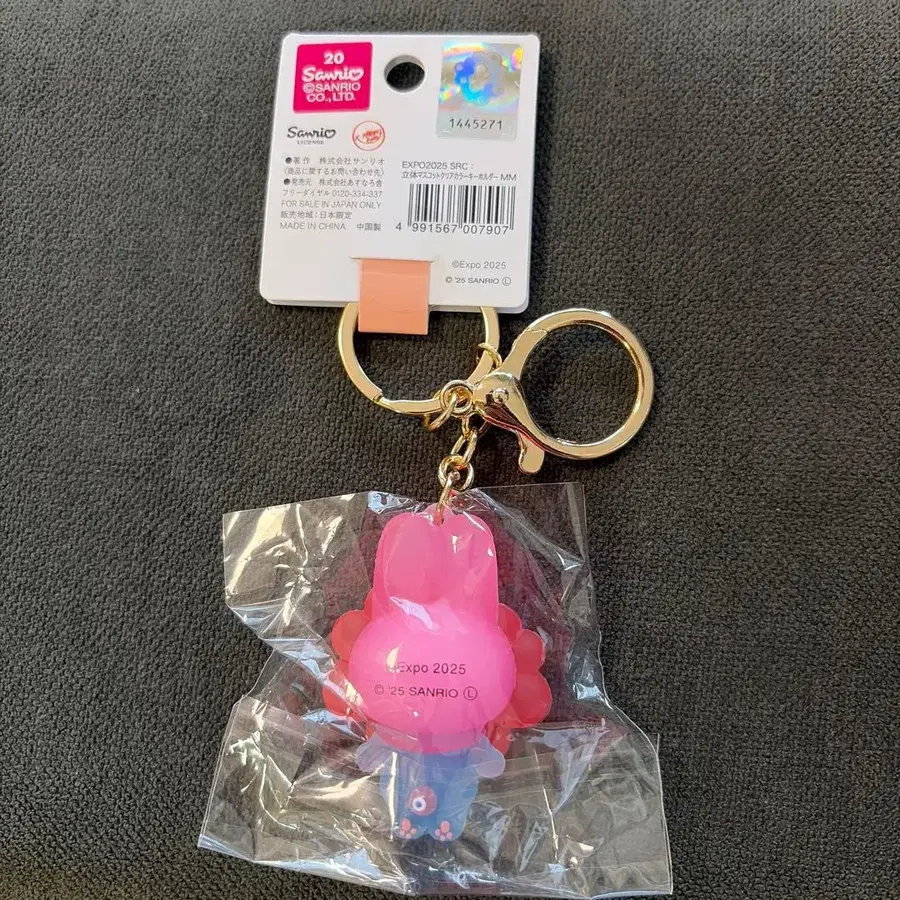 20
Sanrio
©SANRIO
CO.,LTD.
1445271
Sanrio
LICENSE
●著作 株式会社サンリオ
(商品に関するお問い合わせ先)
●発売元 株式会社あすなろ舎
フリーダイヤル 0120-334-337
FOR SALE IN JAPAN ONLY
販売地域:日本限定
MADE IN CHINA 中国製
EXPO2025 SRC:
立体マスコットクリアカラーキーホルダー MM
4 991567 007907
©Expo 2025
© '25 SANRIO Ⓛ
©Expo 2025
© '25 SANRIO Ⓛ